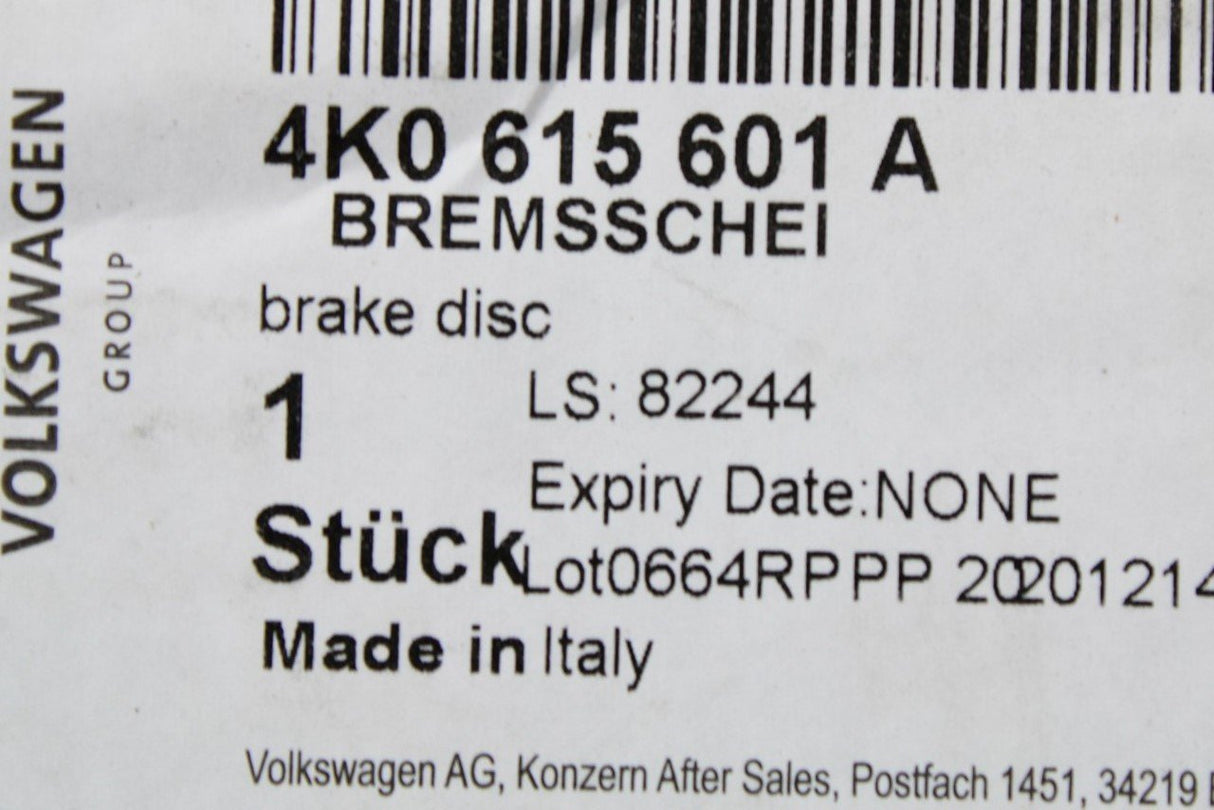 VOLKSWAGEN
GROUP
4K0 615 601 A
BREMSSCHEI
brake disc
1
LS: 82244
Expiry Date:NONE
Stück
Lot0664RPPP 20201214
Made in Italy
Volkswagen AG, Konzern After Sales, Postfach 1451, 34219